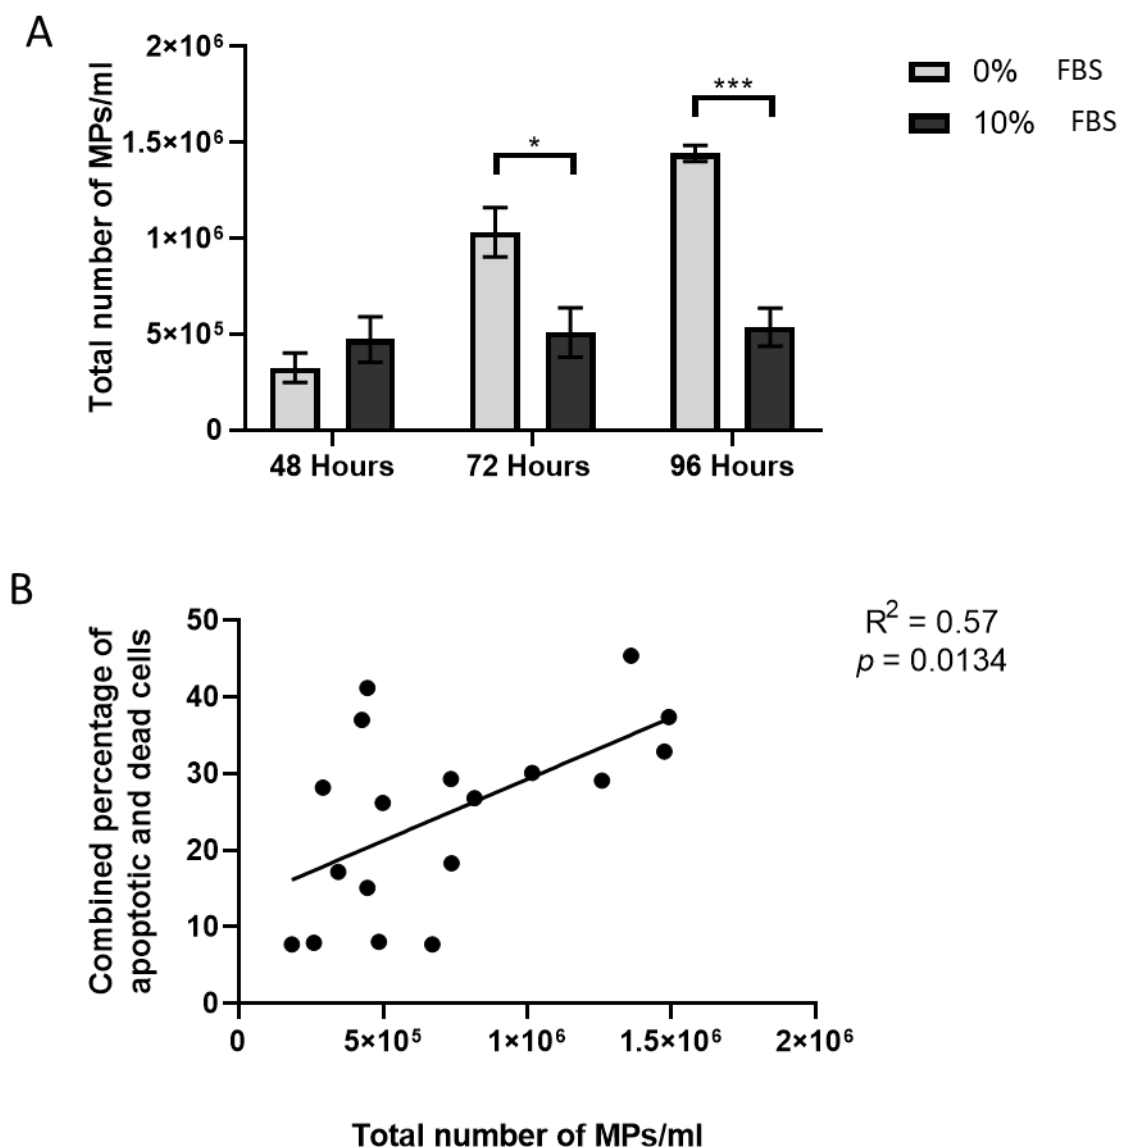 A
Total number of MPs/ml
2×10⁶
1.5×10⁶
1×10⁶
5×10⁵
0
*
***
48 Hours
72 Hours
96 Hours
0% FBS
10% FBS
B
Combined percentage of
apoptotic and dead cells
50
40
30
20
10
0
0
5×10⁵
1×10⁶
1.5×10⁶
2×10⁶
Total number of MPs/ml
R² = 0.57
p = 0.0134